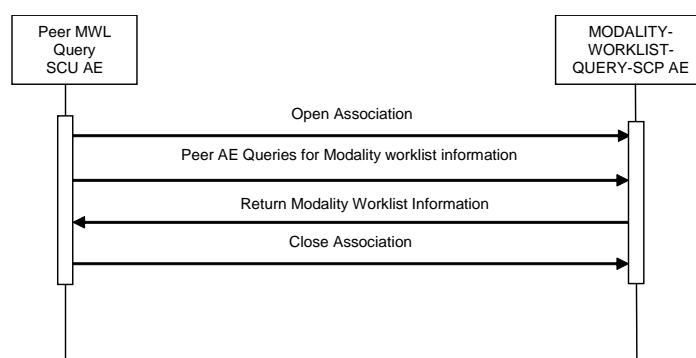 Peer MWL
Query
SCU AE
MODALITY-
WORKLIST-
QUERY-SCP AE
Open Association
Peer AE Queries for Modality worklist information
Return Modality Worklist Information
Close Association